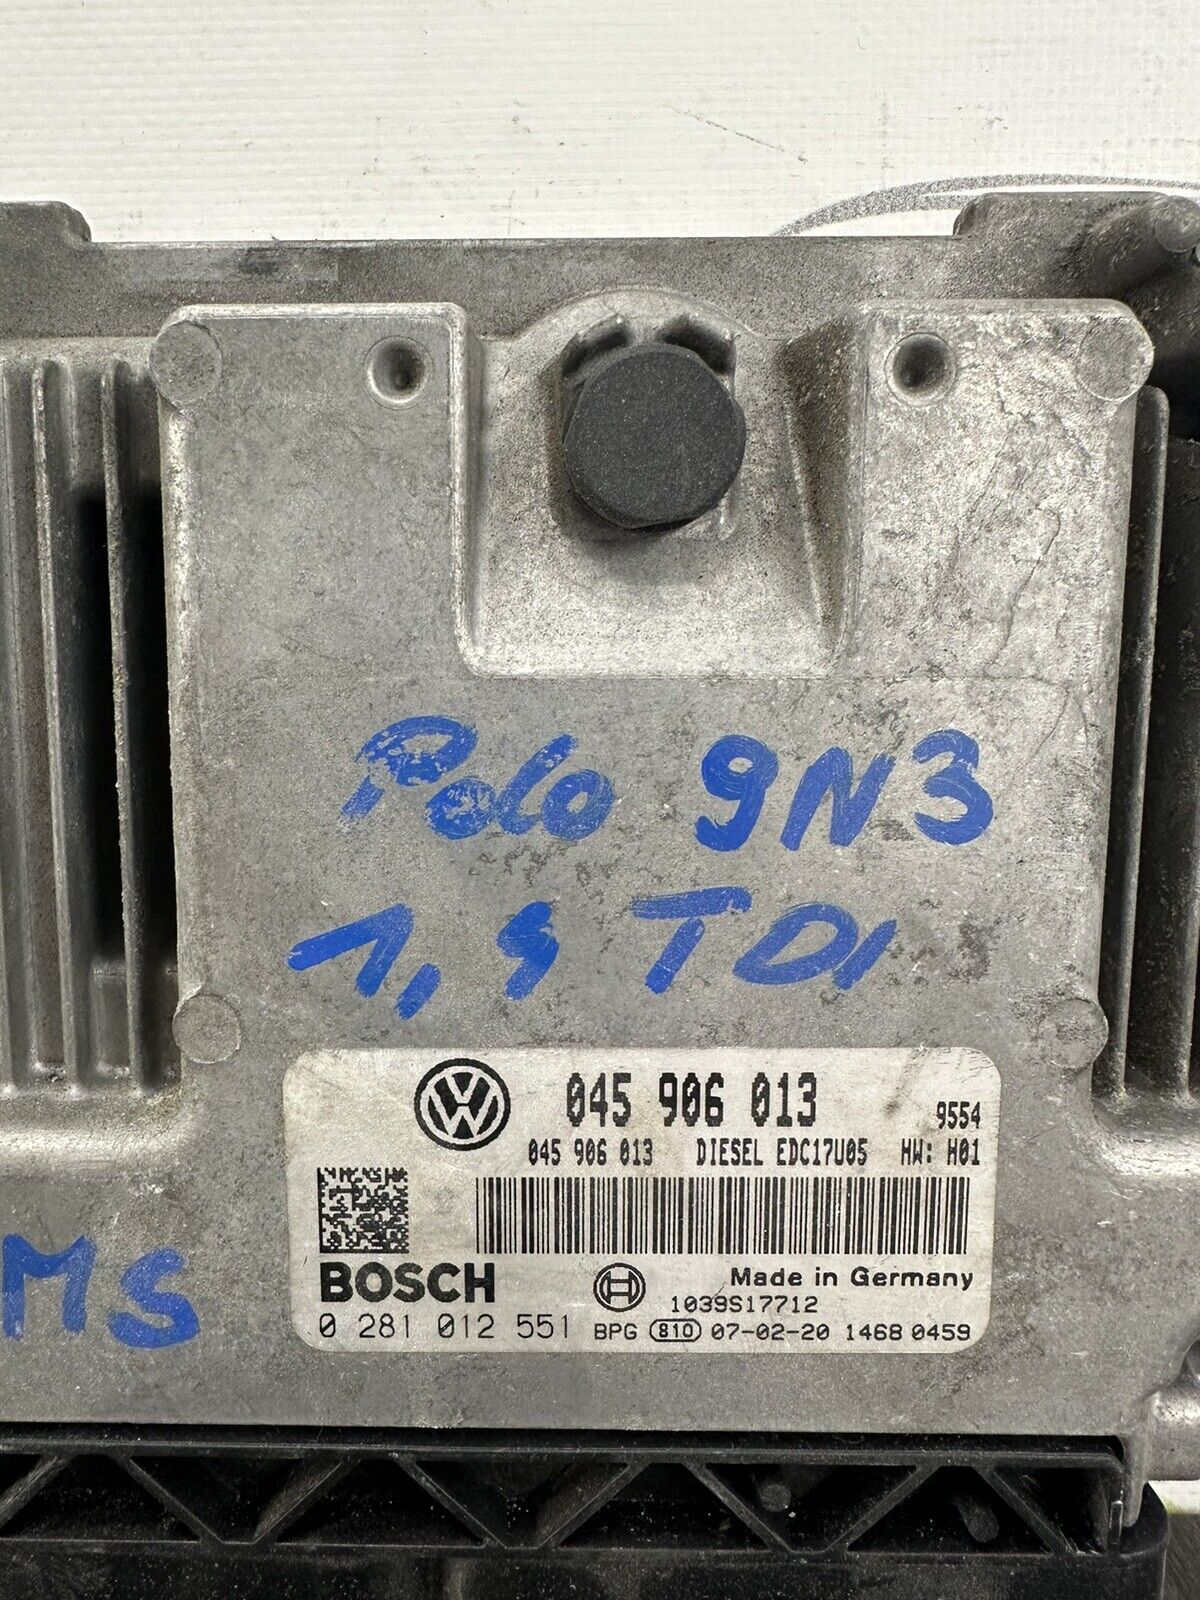 Polo 9N3
1,9 TDI
045 906 013
9554
045 906 013 DIESEL EDC17U05 HW: H01
MS
BOSCH
Made in Germany
1039S17712
0 281 012 551 BPG 810 07-02-20 1468 0459